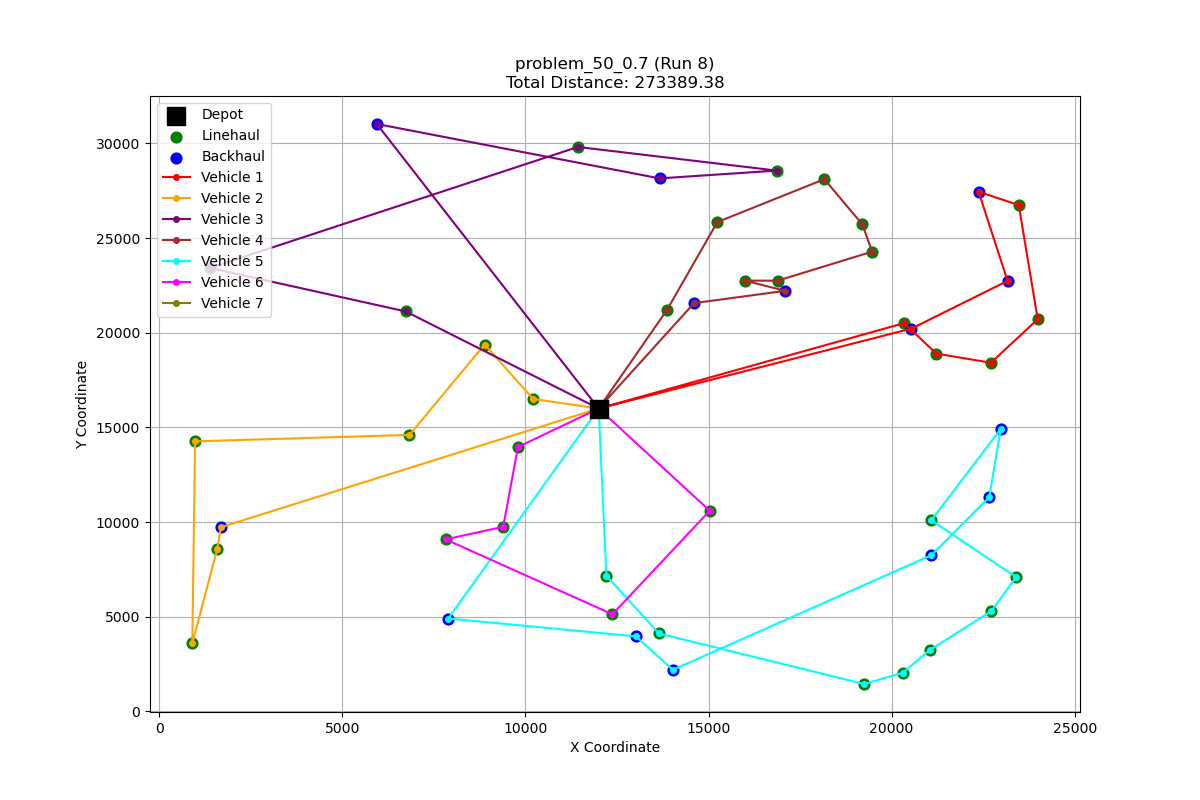 problem_50_0.7 (Run 8)
Total Distance: 273389.38
Depot
Linehaul
Backhaul
Vehicle 1
Vehicle 2
Vehicle 3
Vehicle 4
Vehicle 5
Vehicle 6
Vehicle 7
30000
25000
20000
15000
10000
5000
0
Y Coordinate
0 5000 10000 15000 20000 25000
X Coordinate